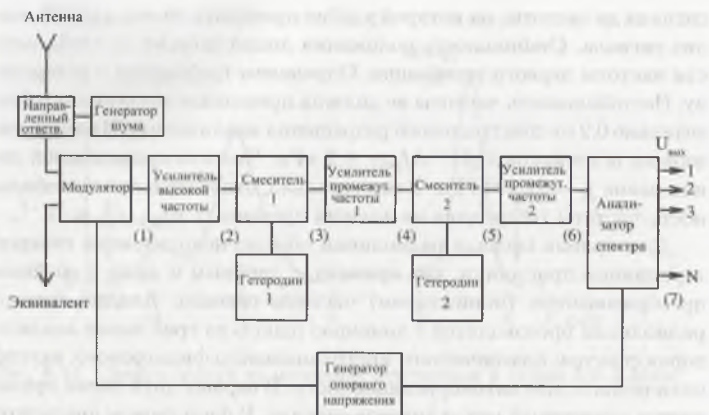 Антенна
Направ-
ленный
ответв.
Генератор
шума
U вых
Модулятор
Усилитель
высокой
частоты
Смеситель
1
Усилитель
промежут.
частоты
1
Смеситель
2
Усилитель
промежут-
частоты 2
Анали-
затор
спектра
1
2
3
N
(1)
(2)
(3)
(4)
(5)
(6)
(7)
Эквивалент
Гетеродин
1
Гетеродин
2
Генератор
опорного
напряжения